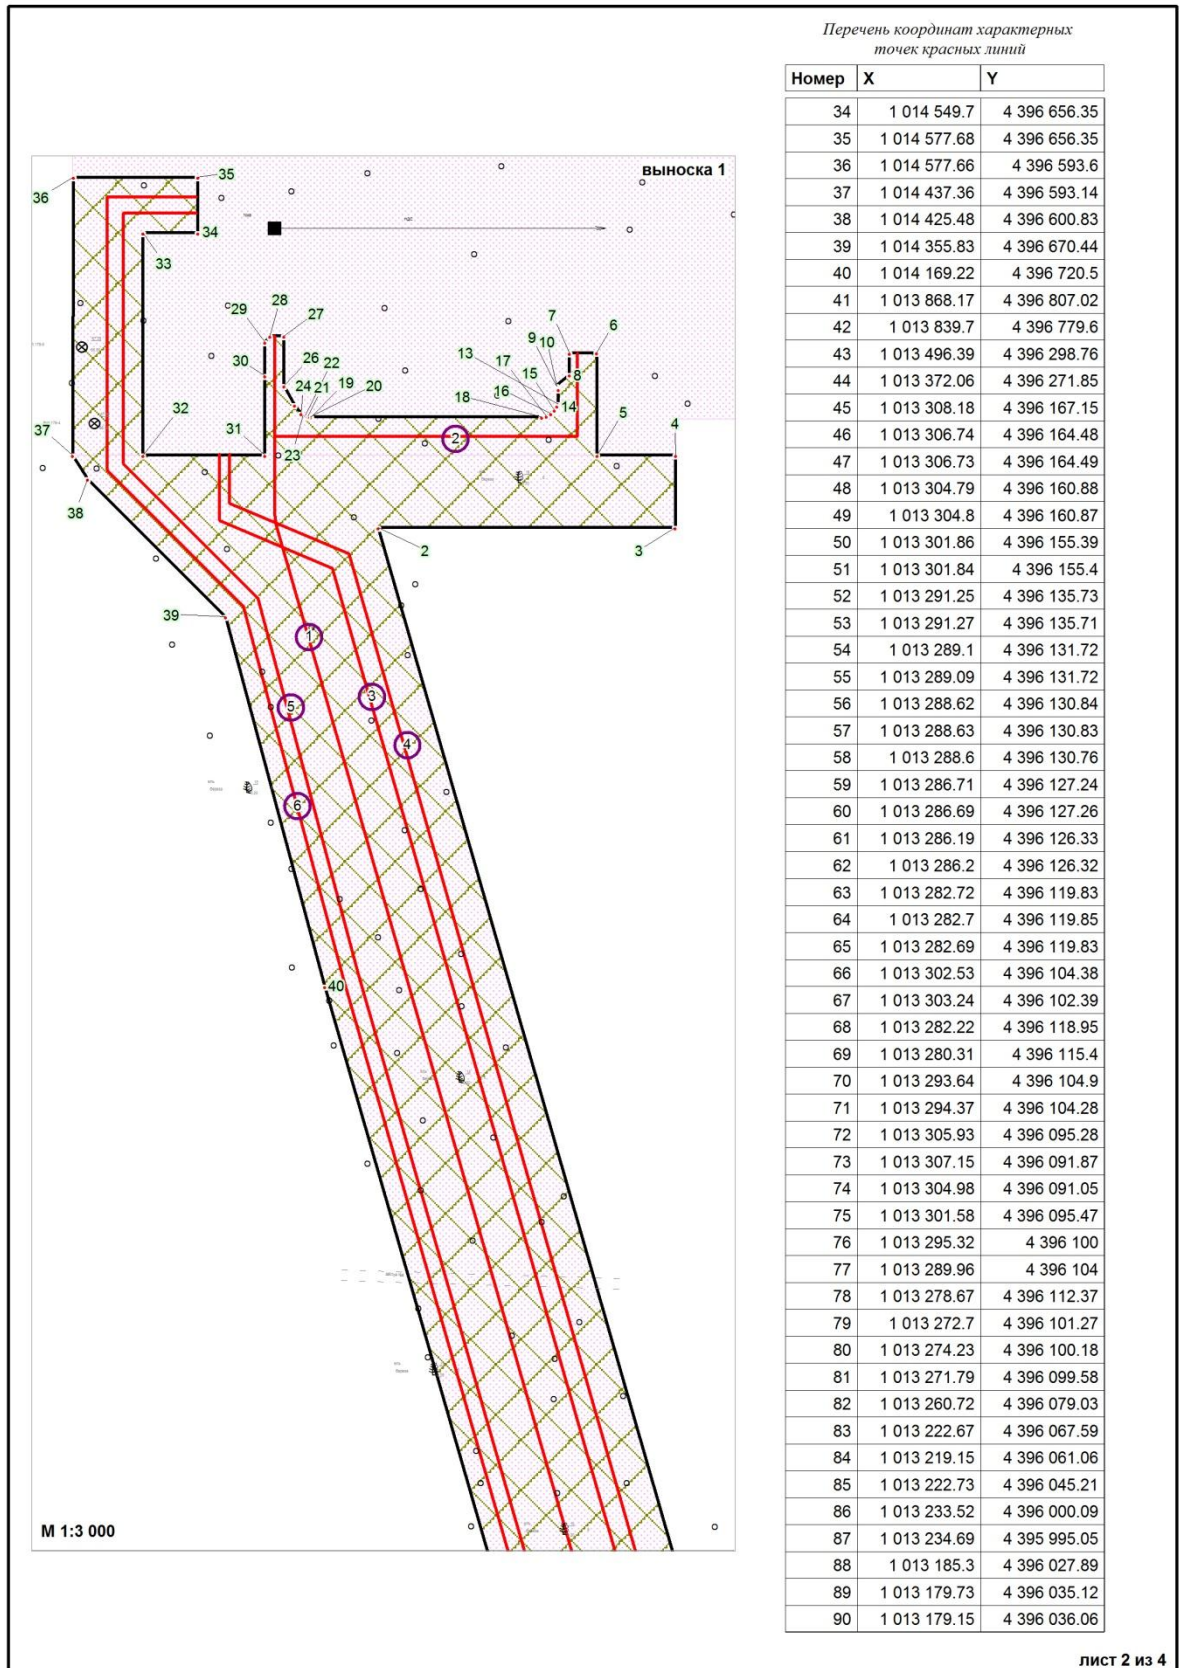 Перечень координат характерных
точек красных линий
Номер X Y
34 1 014 549.7 4 396 656.35
35 1 014 577.68 4 396 656.35
36 1 014 577.66 4 396 593.6
37 1 014 437.36 4 396 593.14
38 1 014 425.48 4 396 600.83
39 1 014 355.83 4 396 670.44
40 1 014 169.22 4 396 720.5
41 1 013 868.17 4 396 807.02
42 1 013 839.7 4 396 779.6
43 1 013 496.39 4 396 298.76
44 1 013 372.06 4 396 271.85
45 1 013 308.18 4 396 167.15
46 1 013 306.74 4 396 164.48
47 1 013 306.73 4 396 164.49
48 1 013 304.79 4 396 160.88
49 1 013 304.8 4 396 160.87
50 1 013 301.86 4 396 155.39
51 1 013 301.84 4 396 155.4
52 1 013 291.25 4 396 135.73
53 1 013 291.27 4 396 135.71
54 1 013 289.1 4 396 131.72
55 1 013 289.09 4 396 131.72
56 1 013 288.62 4 396 130.84
57 1 013 288.63 4 396 130.83
58 1 013 288.6 4 396 130.76
59 1 013 286.71 4 396 127.24
60 1 013 286.69 4 396 127.26
61 1 013 286.19 4 396 126.33
62 1 013 286.2 4 396 126.32
63 1 013 282.72 4 396 119.83
64 1 013 282.7 4 396 119.85
65 1 013 282.69 4 396 119.83
66 1 013 302.53 4 396 104.38
67 1 013 303.24 4 396 102.39
68 1 013 282.22 4 396 118.95
69 1 013 280.31 4 396 115.4
70 1 013 293.64 4 396 104.9
71 1 013 294.37 4 396 104.28
72 1 013 305.93 4 396 095.28
73 1 013 307.15 4 396 091.87
74 1 013 304.98 4 396 091.05
75 1 013 301.58 4 396 095.47
76 1 013 295.32 4 396 100
77 1 013 289.96 4 396 104
78 1 013 278.67 4 396 112.37
79 1 013 272.7 4 396 101.27
80 1 013 274.23 4 396 100.18
81 1 013 271.79 4 396 099.58
82 1 013 260.72 4 396 079.03
83 1 013 222.67 4 396 067.59
84 1 013 219.15 4 396 061.06
85 1 013 222.73 4 396 045.21
86 1 013 233.52 4 396 000.09
87 1 013 234.69 4 395 995.05
88 1 013 185.3 4 396 027.89
89 1 013 179.73 4 396 035.12
90 1 013 179.15 4 396 036.06
выноска 1
36
35
34
33
28
29
27
7
6
9
10
13
30
17
26
22
8
15
24
21
19
20
18
16
14
32
31
23
2
5
4
37
38
2
3
39
1
3
5
4
6
40
М 1:3 000
лист 2 из 4